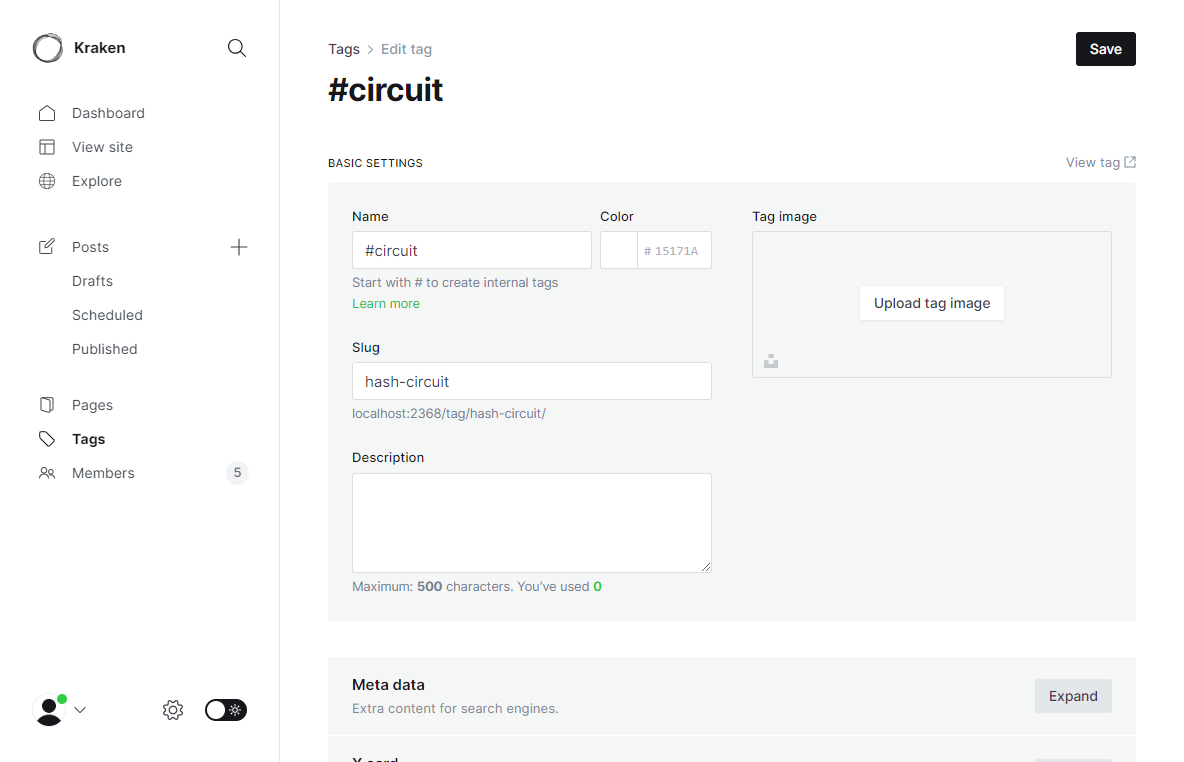 Kraken
Dashboard
View site
Explore
Posts
Drafts
Scheduled
Published
Pages
Tags
Members 5
Tags > Edit tag
Save
#circuit
BASIC SETTINGS
View tag
Name
Color
Tag image
#circuit
# 15171A
Start with # to create internal tags
Learn more
Upload tag image
Slug
hash-circuit
localhost:2368/tag/hash-circuit/
Description
Maximum: 500 characters. You’ve used 0
Meta data
Extra content for search engines.
Expand
X card